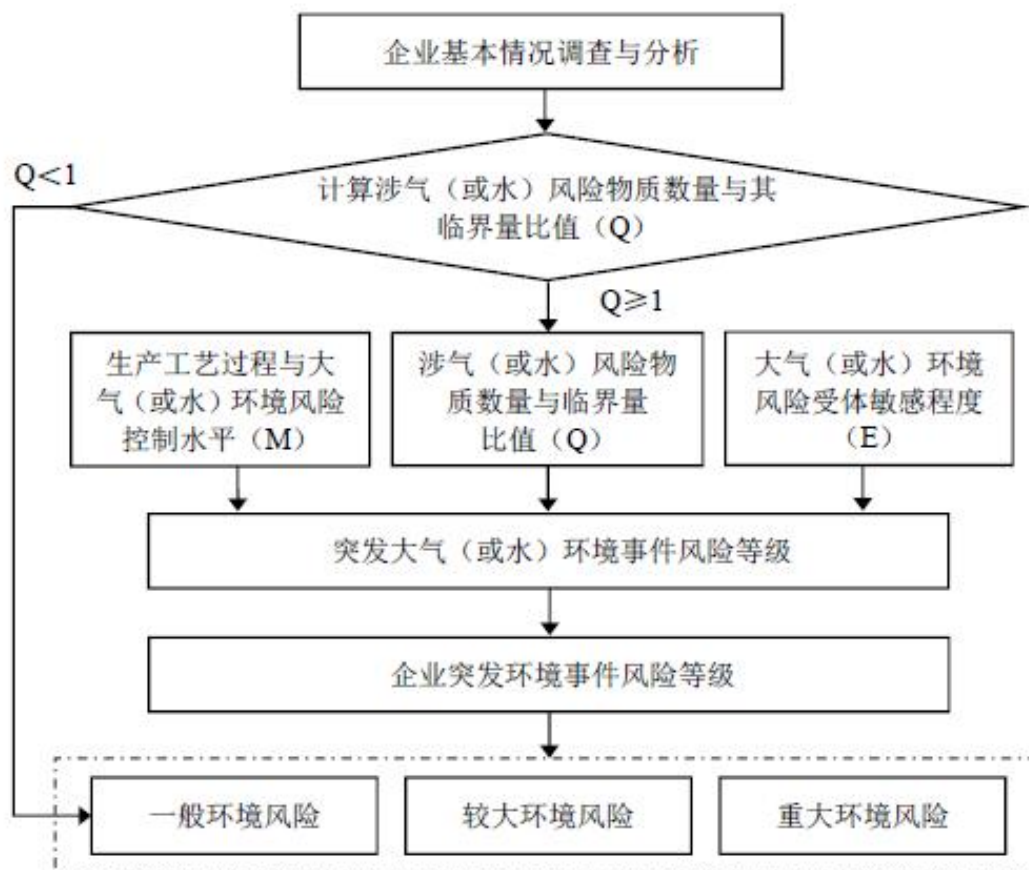 企业基本情况调查与分析
Q<1
计算涉气（或水）风险物质数量与其
临界量比值（Q）
Q≥1
生产工艺过程与大
气（或水）环境风险
控制水平（M）
涉气（或水）风险物
质数量与临界量
比值（Q）
大气（或水）环境
风险受体敏感程度
（E）
突发大气（或水）环境事件风险等级
企业突发环境事件风险等级
一般环境风险
较大环境风险
重大环境风险